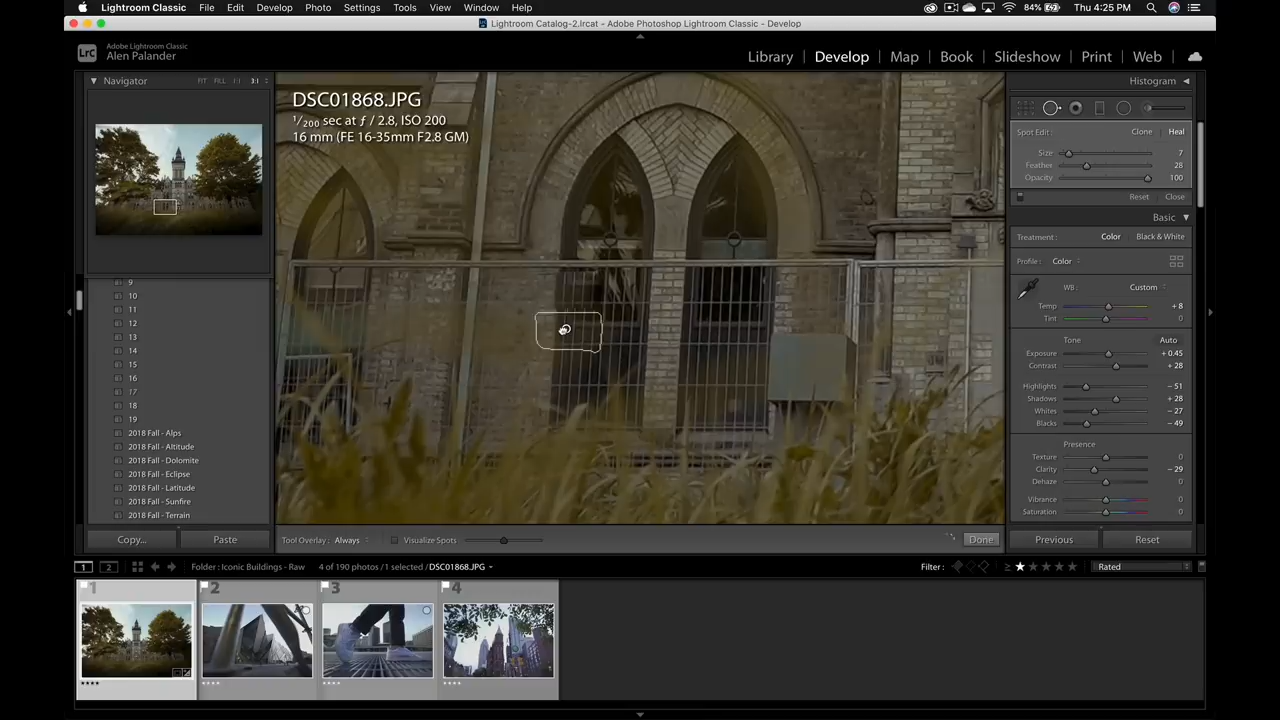 Lightroom Classic File Edit Develop Photo Settings Tools View Window Help 84% Thu 4:25 PM
Lightroom Catalog-2.lrcat - Adobe Photoshop Lightroom Classic - Develop
LrC Adobe Lightroom Classic
Alen Palander
Library Develop Map Book Slideshow Print Web
Navigator FIT FILL 1:1 3:1
Histogram
DSC01868.JPG
1/200 sec at ƒ / 2.8, ISO 200
16 mm (FE 16-35mm F2.8 GM)
Spot Edit: Clone Heal
Size 7
Feather 28
Opacity 100
Reset Close
Basic
Treatment: Color Black & White
Profile: Color
WB: Custom
Temp + 8
Tint 0
Tone Auto
Exposure + 0.45
Contrast + 28
Highlights − 51
Shadows + 28
Whites − 27
Blacks − 49
Presence
Texture 0
Clarity − 29
Dehaze 0
Vibrance 0
Saturation 0
9
10
11
12
13
14
15
16
17
18
19
2018 Fall - Alps
2018 Fall - Altitude
2018 Fall - Dolomite
2018 Fall - Eclipse
2018 Fall - Latitude
2018 Fall - Sunfire
2018 Fall - Terrain
Copy... Paste Tool Overlay: Always Visualize Spots Done Previous Reset
1 2 Folder: Iconic Buildings - Raw 4 of 190 photos /1 selected /DSC01868.JPG Filter: ≥ ★★★★★ Rated
1 2 3 4